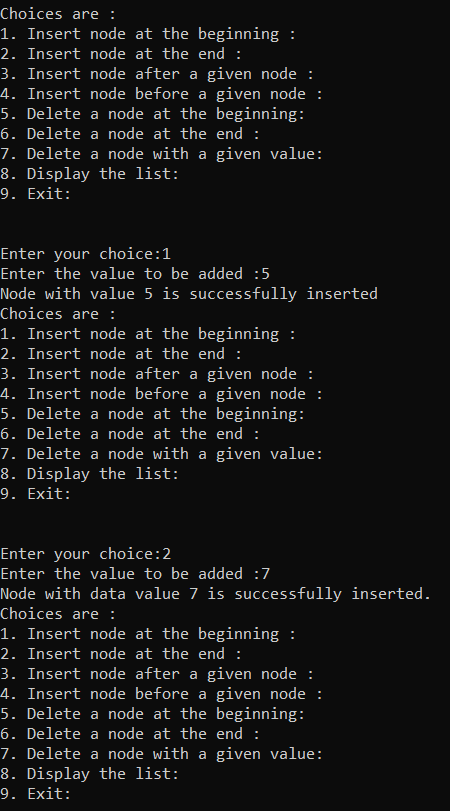 Choices are :
1. Insert node at the beginning :
2. Insert node at the end :
3. Insert node after a given node :
4. Insert node before a given node :
5. Delete a node at the beginning:
6. Delete a node at the end :
7. Delete a node with a given value:
8. Display the list:
9. Exit:
Enter your choice:1
Enter the value to be added :5
Node with value 5 is successfully inserted
Choices are :
1. Insert node at the beginning :
2. Insert node at the end :
3. Insert node after a given node :
4. Insert node before a given node :
5. Delete a node at the beginning:
6. Delete a node at the end :
7. Delete a node with a given value:
8. Display the list:
9. Exit:
Enter your choice:2
Enter the value to be added :7
Node with data value 7 is successfully inserted.
Choices are :
1. Insert node at the beginning :
2. Insert node at the end :
3. Insert node after a given node :
4. Insert node before a given node :
5. Delete a node at the beginning:
6. Delete a node at the end :
7. Delete a node with a given value:
8. Display the list:
9. Exit: